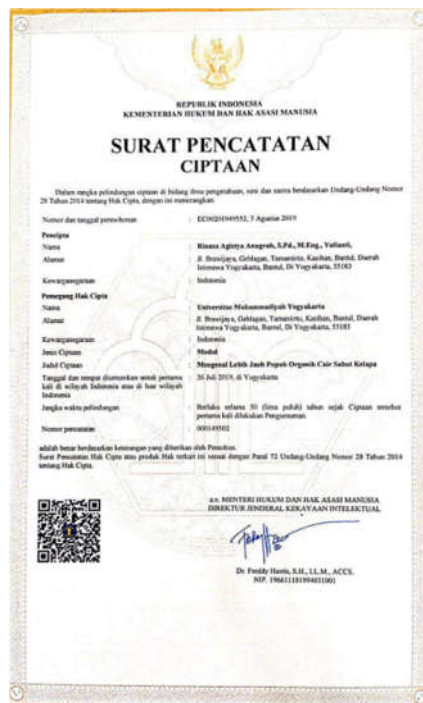 REPUBLIK INDONESIA
KEMENTERIAN HUKUM DAN HAK ASASI MANUSIA
SURAT PENCATATAN
CIPTAAN
Dalam rangka pelindungan ciptaan di bidang ilmu pengetahuan, seni dan sastra berdasarkan Undang-Undang Nomor
28 Tahun 2014 tentang Hak Cipta, dengan ini menerangkan:
Nomor dan tanggal permohonan : EC00201949552, 7 Agustus 2019
Pencipta
Nama : Rinasa Agistya Anugrah, S.Pd., M.Eng., Yulianti,
Alamat : Jl. Brawijaya, Geblagan, Tamantirto, Kasihan, Bantul, Daerah
Istimewa Yogyakarta, Bantul, Di Yogyakarta, 55183
Kewarganegaraan : Indonesia
Pemegang Hak Cipta
Nama : Universitas Muhammadiyah Yogyakarta
Alamat : Jl. Brawijaya, Geblagan, Tamantirto, Kasihan, Bantul, Daerah
Istimewa Yogyakarta, Bantul, Di Yogyakarta, 55183
Kewarganegaraan : Indonesia
Jenis Ciptaan : Modul
Judul Ciptaan : Mengenal Lebih Jauh Pupuk Organik Cair Sabut Kelapa
Tanggal dan tempat diumumkan untuk pertama : 26 Juli 2019, di Yogyakarta
kali di wilayah Indonesia atau di luar wilayah
Indonesia
Jangka waktu pelindungan : Berlaku selama 50 (lima puluh) tahun sejak Ciptaan tersebut
pertama kali dilakukan Pengumuman.
Nomor pencatatan : 000149502
adalah benar berdasarkan keterangan yang diberikan oleh Pemohon.
Surat Pencatatan Hak Cipta atau produk Hak terkait ini sesuai dengan Pasal 72 Undang-Undang Nomor 28 Tahun 2014
tentang Hak Cipta.
a.n. MENTERI HUKUM DAN HAK ASASI MANUSIA
DIREKTUR JENDERAL KEKAYAAN INTELEKTUAL
Dr. Freddy Harris, S.H., LL.M., ACCS.
NIP. 196611181994031001